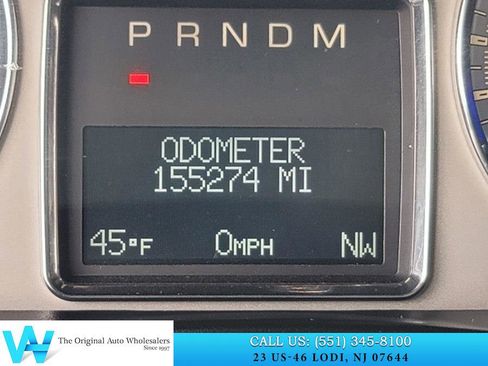 P R N D M
ODOMETER
155274 MI
45°F 0MPH NW
W
The Original Auto Wholesalers
Since 1997
CALL US: (551) 345-8100
23 US-46 LODI, NJ 07644